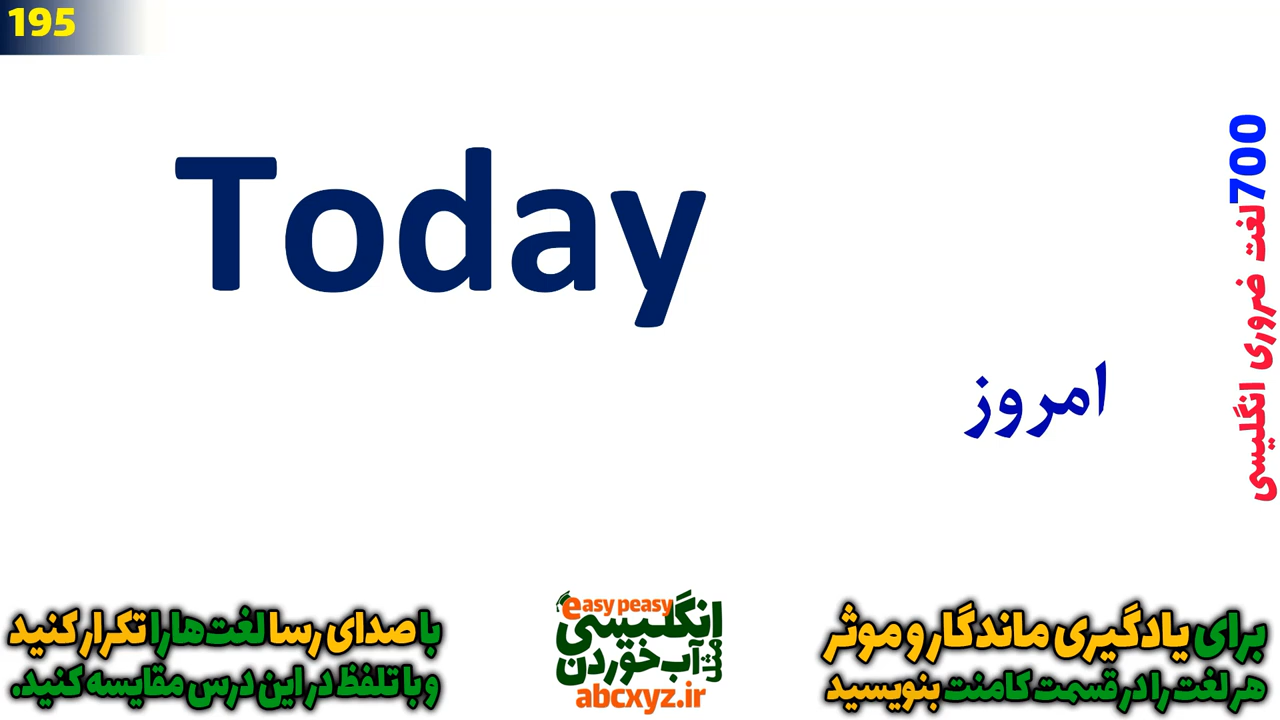 195
Today
امروز
700 لغت ضروری انگلیسی
برای یادگیری ماندگار و موثر
هر لغت را در قسمت کامنت بنویسید
easy peasy
انگلیسی
مثل آب خوردن
abcxyz.ir
با صدای رسا لغت‌ها را تکرار کنید
و با تلفظ در این درس مقایسه کنید.